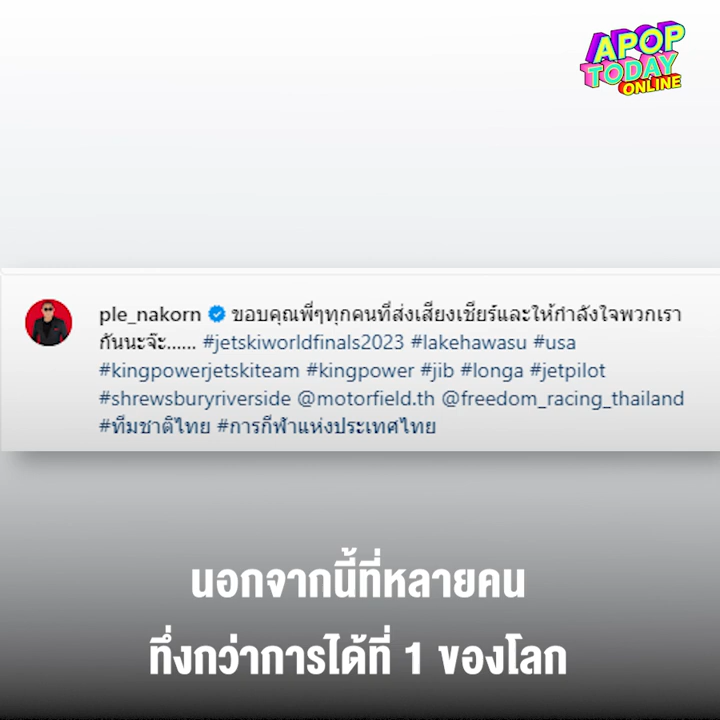 APOP
TODAY
ONLINE
ple_nakorn ขอบคุณพี่ๆทุกคนที่ส่งเสียงเชียร์และให้กำลังใจพวกเรา
กันนะจ๊ะ...... #jetskiworldfinals2023 #lakehawasu #usa
#kingpowerjetskiteam #kingpower #jib #longa #jetpilot
#shrewsburyriverside @motorfield.th @freedom_racing_thailand
#ทีมชาติไทย #การกีฬาแห่งประเทศไทย
นอกจากนี้ที่หลายคน
ทึ่งกว่าการได้ที่ 1 ของโลก